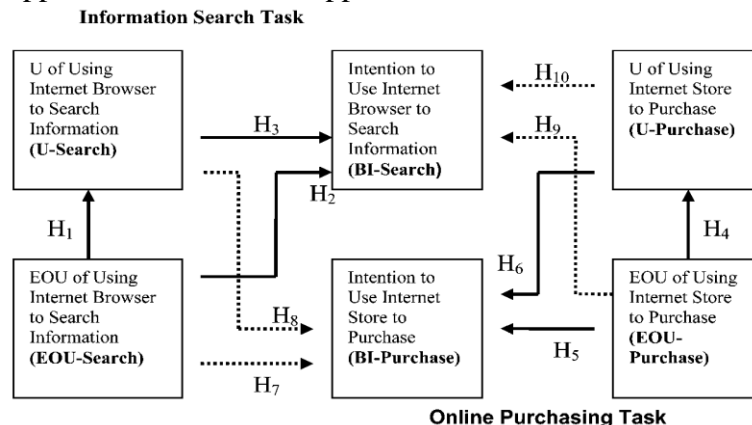 Information Search Task
U of Using
Internet Browser
to Search
Information
(U-Search)
Intention to
Use Internet
Browser to
Search
Information
(BI-Search)
U of Using
Internet Store
to Purchase
(U-Purchase)
H10
H9
H3
H2
H1
H4
H6
EOU of Using
Internet Browser
to Search
Information
(EOU-Search)
Intention to
Use Internet
Store to
Purchase
(BI-Purchase)
EOU of Using
Internet Store
to Purchase
(EOU-
Purchase)
H8
H5
H7
Online Purchasing Task